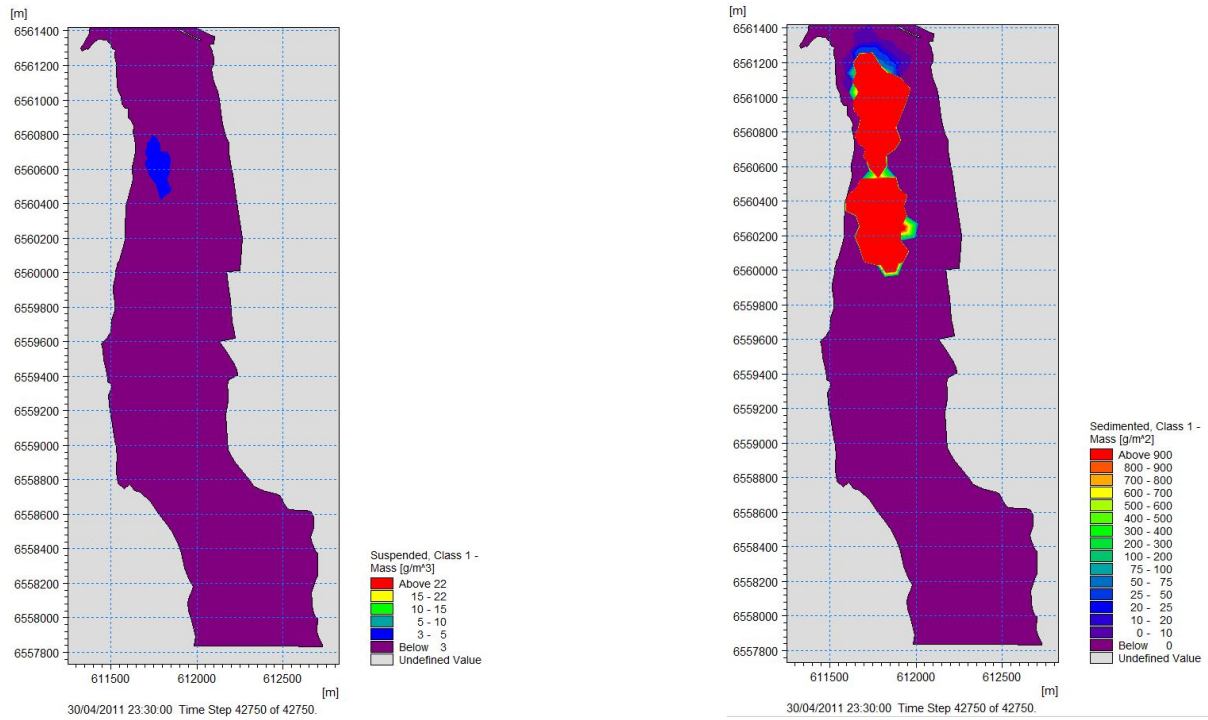 [m]
6561400
6561200
6561000
6560800
6560600
6560400
6560200
6560000
6559800
6559600
6559400
6559200
6559000
6558800
6558600
6558400
6558200
6558000
6557800
611500 612000 612500
[m]
30/04/2011 23:30:00 Time Step 42750 of 42750.
Suspended, Class 1 -
Mass [g/m^3]
Above 22
15 - 22
10 - 15
5 - 10
3 - 5
Below 3
Undefined Value
[m]
6561400
6561200
6561000
6560800
6560600
6560400
6560200
6560000
6559800
6559600
6559400
6559200
6559000
6558800
6558600
6558400
6558200
6558000
6557800
611500 612000 612500
[m]
30/04/2011 23:30:00 Time Step 42750 of 42750.
Sedimented, Class 1 -
Mass [g/m^2]
Above 900
800 - 900
700 - 800
600 - 700
500 - 600
400 - 500
300 - 400
200 - 300
100 - 200
75 - 100
50 - 75
25 - 50
20 - 25
10 - 20
0 - 10
Below 0
Undefined Value